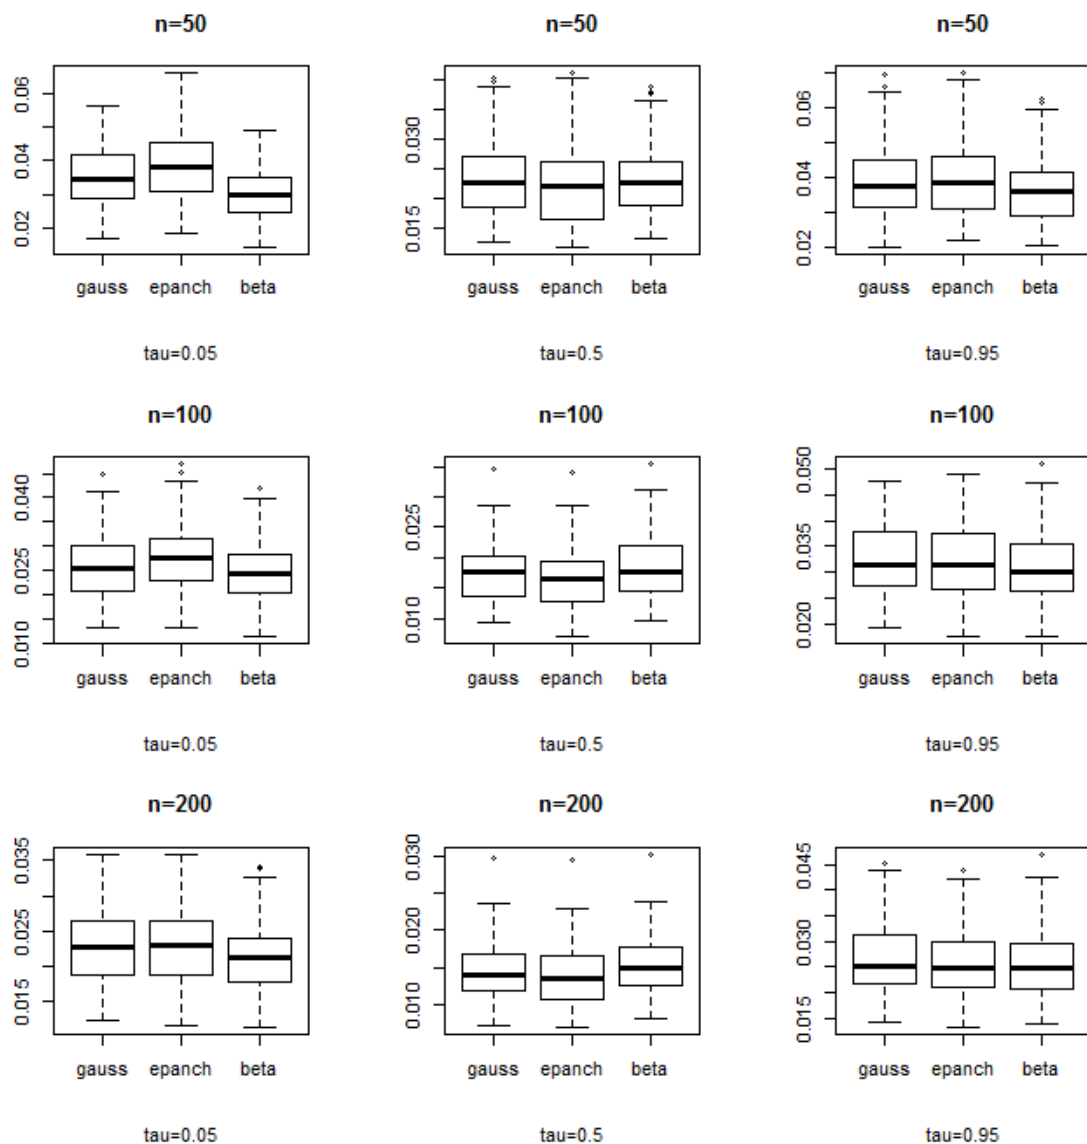 n=50 n=50 n=50
0.02 0.04 0.06
0.015 0.030
0.02 0.04 0.06
gauss epanch beta gauss epanch beta gauss epanch beta
tau=0.05 tau=0.5 tau=0.95
n=100 n=100 n=100
0.010 0.025 0.040
0.010 0.025
0.020 0.035 0.050
gauss epanch beta gauss epanch beta gauss epanch beta
tau=0.05 tau=0.5 tau=0.95
n=200 n=200 n=200
0.015 0.025 0.035
0.010 0.020 0.030
0.015 0.030 0.045
gauss epanch beta gauss epanch beta gauss epanch beta
tau=0.05 tau=0.5 tau=0.95